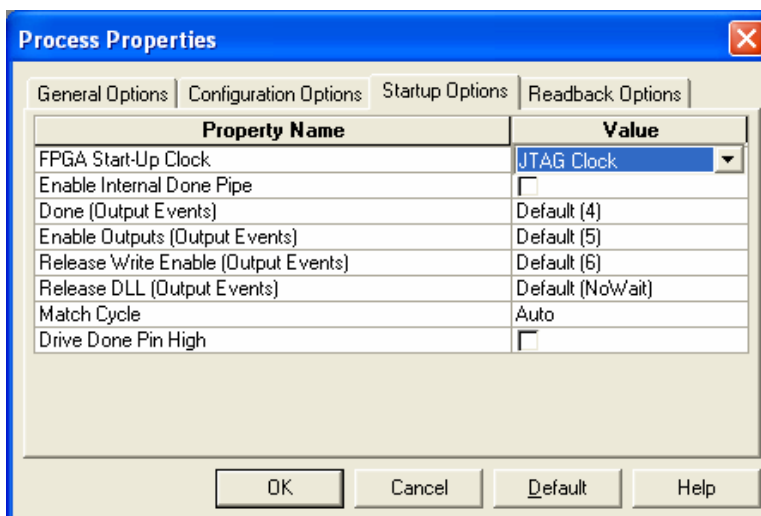 Process Properties
General Options Configuration Options Startup Options Readback Options
Property Name Value
FPGA Start-Up Clock JTAG Clock
Enable Internal Done Pipe
Done (Output Events) Default (4)
Enable Outputs (Output Events) Default (5)
Release Write Enable (Output Events) Default (6)
Release DLL (Output Events) Default (NoWait)
Match Cycle Auto
Drive Done Pin High
OK Cancel Default Help